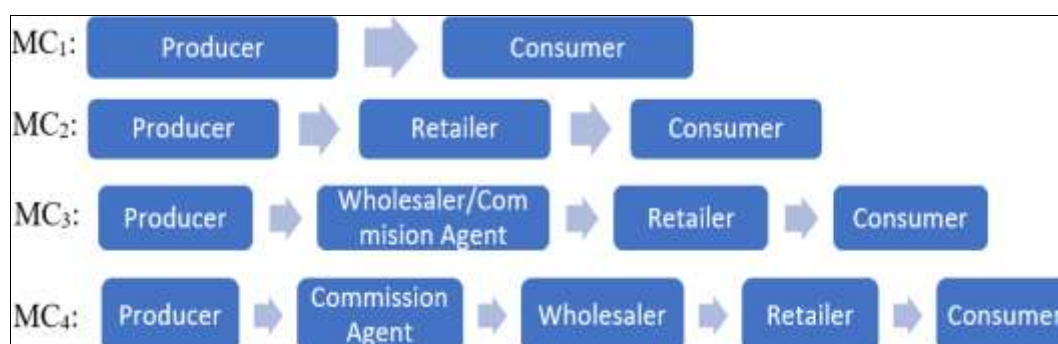 MC₁: Producer Consumer
MC₂: Producer Retailer Consumer
MC₃: Producer Wholesaler/Com
mision Agent Retailer Consumer
MC₄: Producer Commission
Agent Wholesaler Retailer Consumer